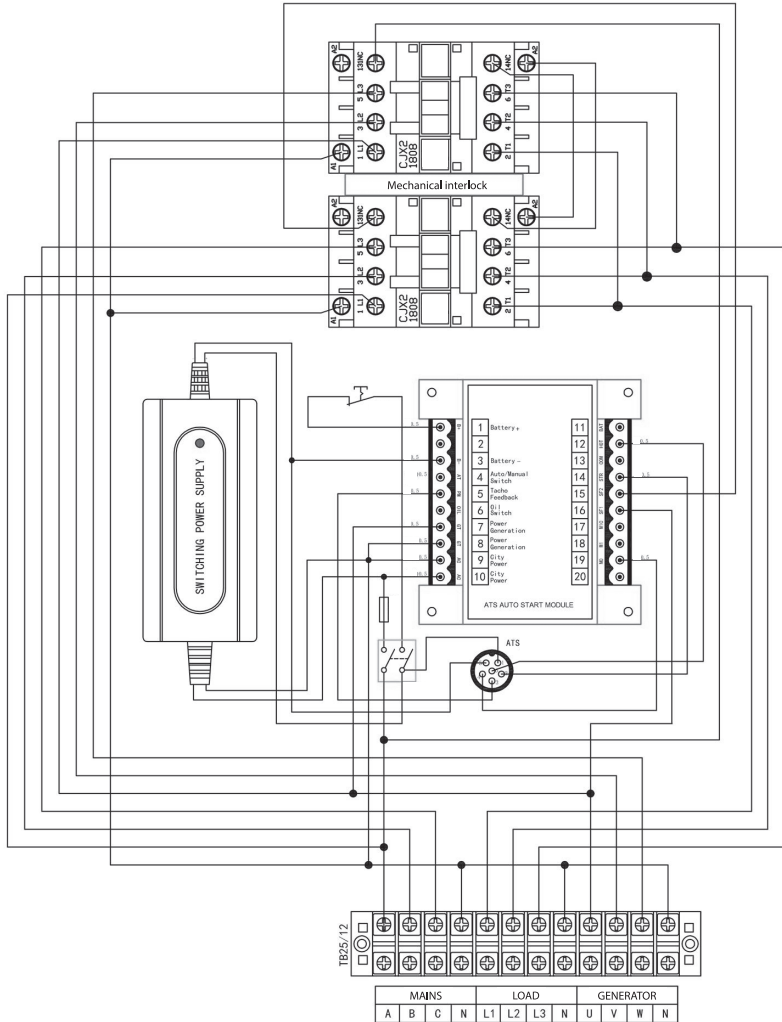 A2
13 1NC
14NC
A2
5 L3
T3 6
3 L2
T2 4
1 L1
T1 2
A1
CJX2
1808
Mechanical interlock
A2
13 1NC
14NC
A2
5 L3
T3 6
3 L2
T2 4
1 L1
T1 2
A1
CJX2
1808
SWITCHING POWER SUPPLY
1 Battery +
2
3 Battery -
4 Auto/Manual
Switch
5 Tacho
Feedback
6 Oil
Switch
7 Power
Generation
8 Power
Generation
9 City
Power
10 City
Power
11
12
13
14
15
16
17
18
19
20
ATS AUTO START MODULE
ATS
TB25/12
MAINS LOAD GENERATOR
A B C N L1 L2 L3 N U V W N